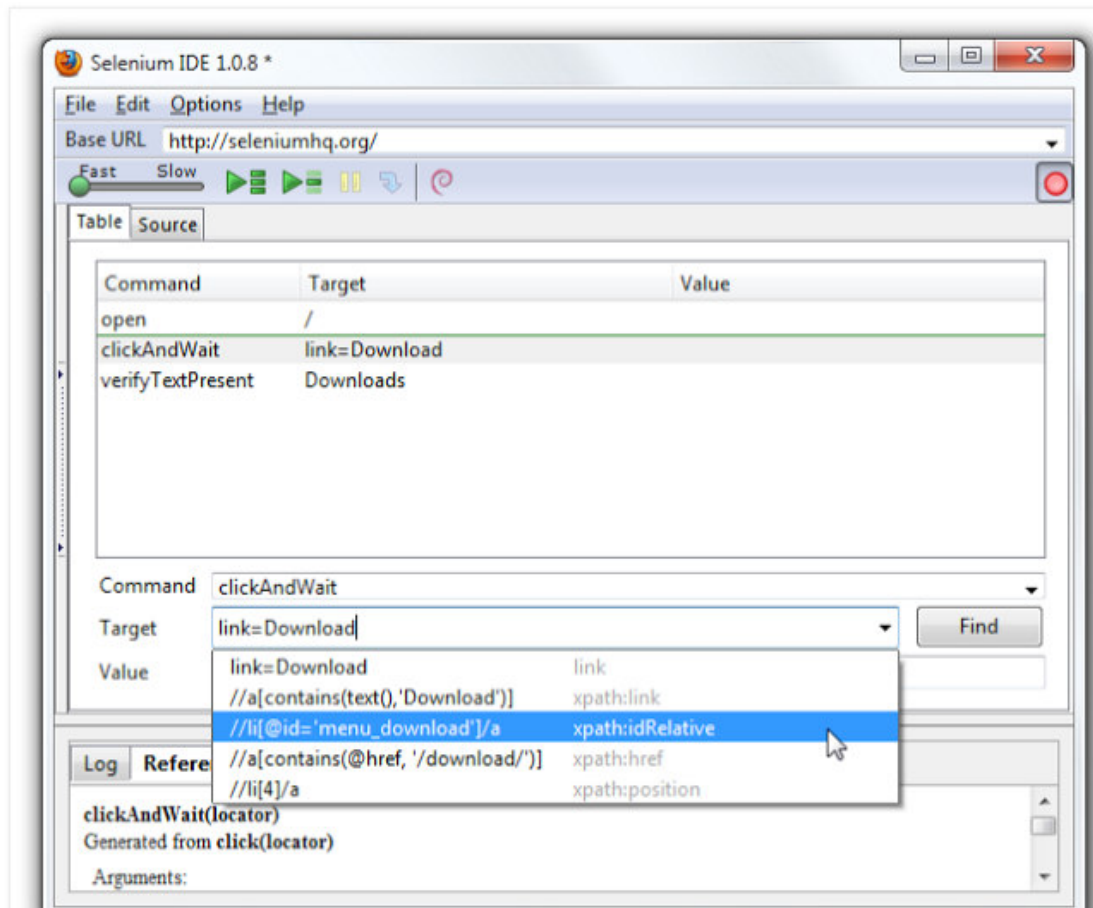 Selenium IDE 1.0.8 *
File Edit Options Help
Base URL http://seleniumhq.org/
Fast Slow
Table Source
Command Target Value
open /
clickAndWait link=Download
verifyTextPresent Downloads
Command clickAndWait
Target link=Download Find
Value
link=Download link
//a[contains(text(),'Download')] xpath:link
//li[@id='menu_download']/a xpath:idRelative
//a[contains(@href, '/download/')] xpath:href
//li[4]/a xpath:position
Log Refere
clickAndWait(locator)
Generated from click(locator)
Arguments: